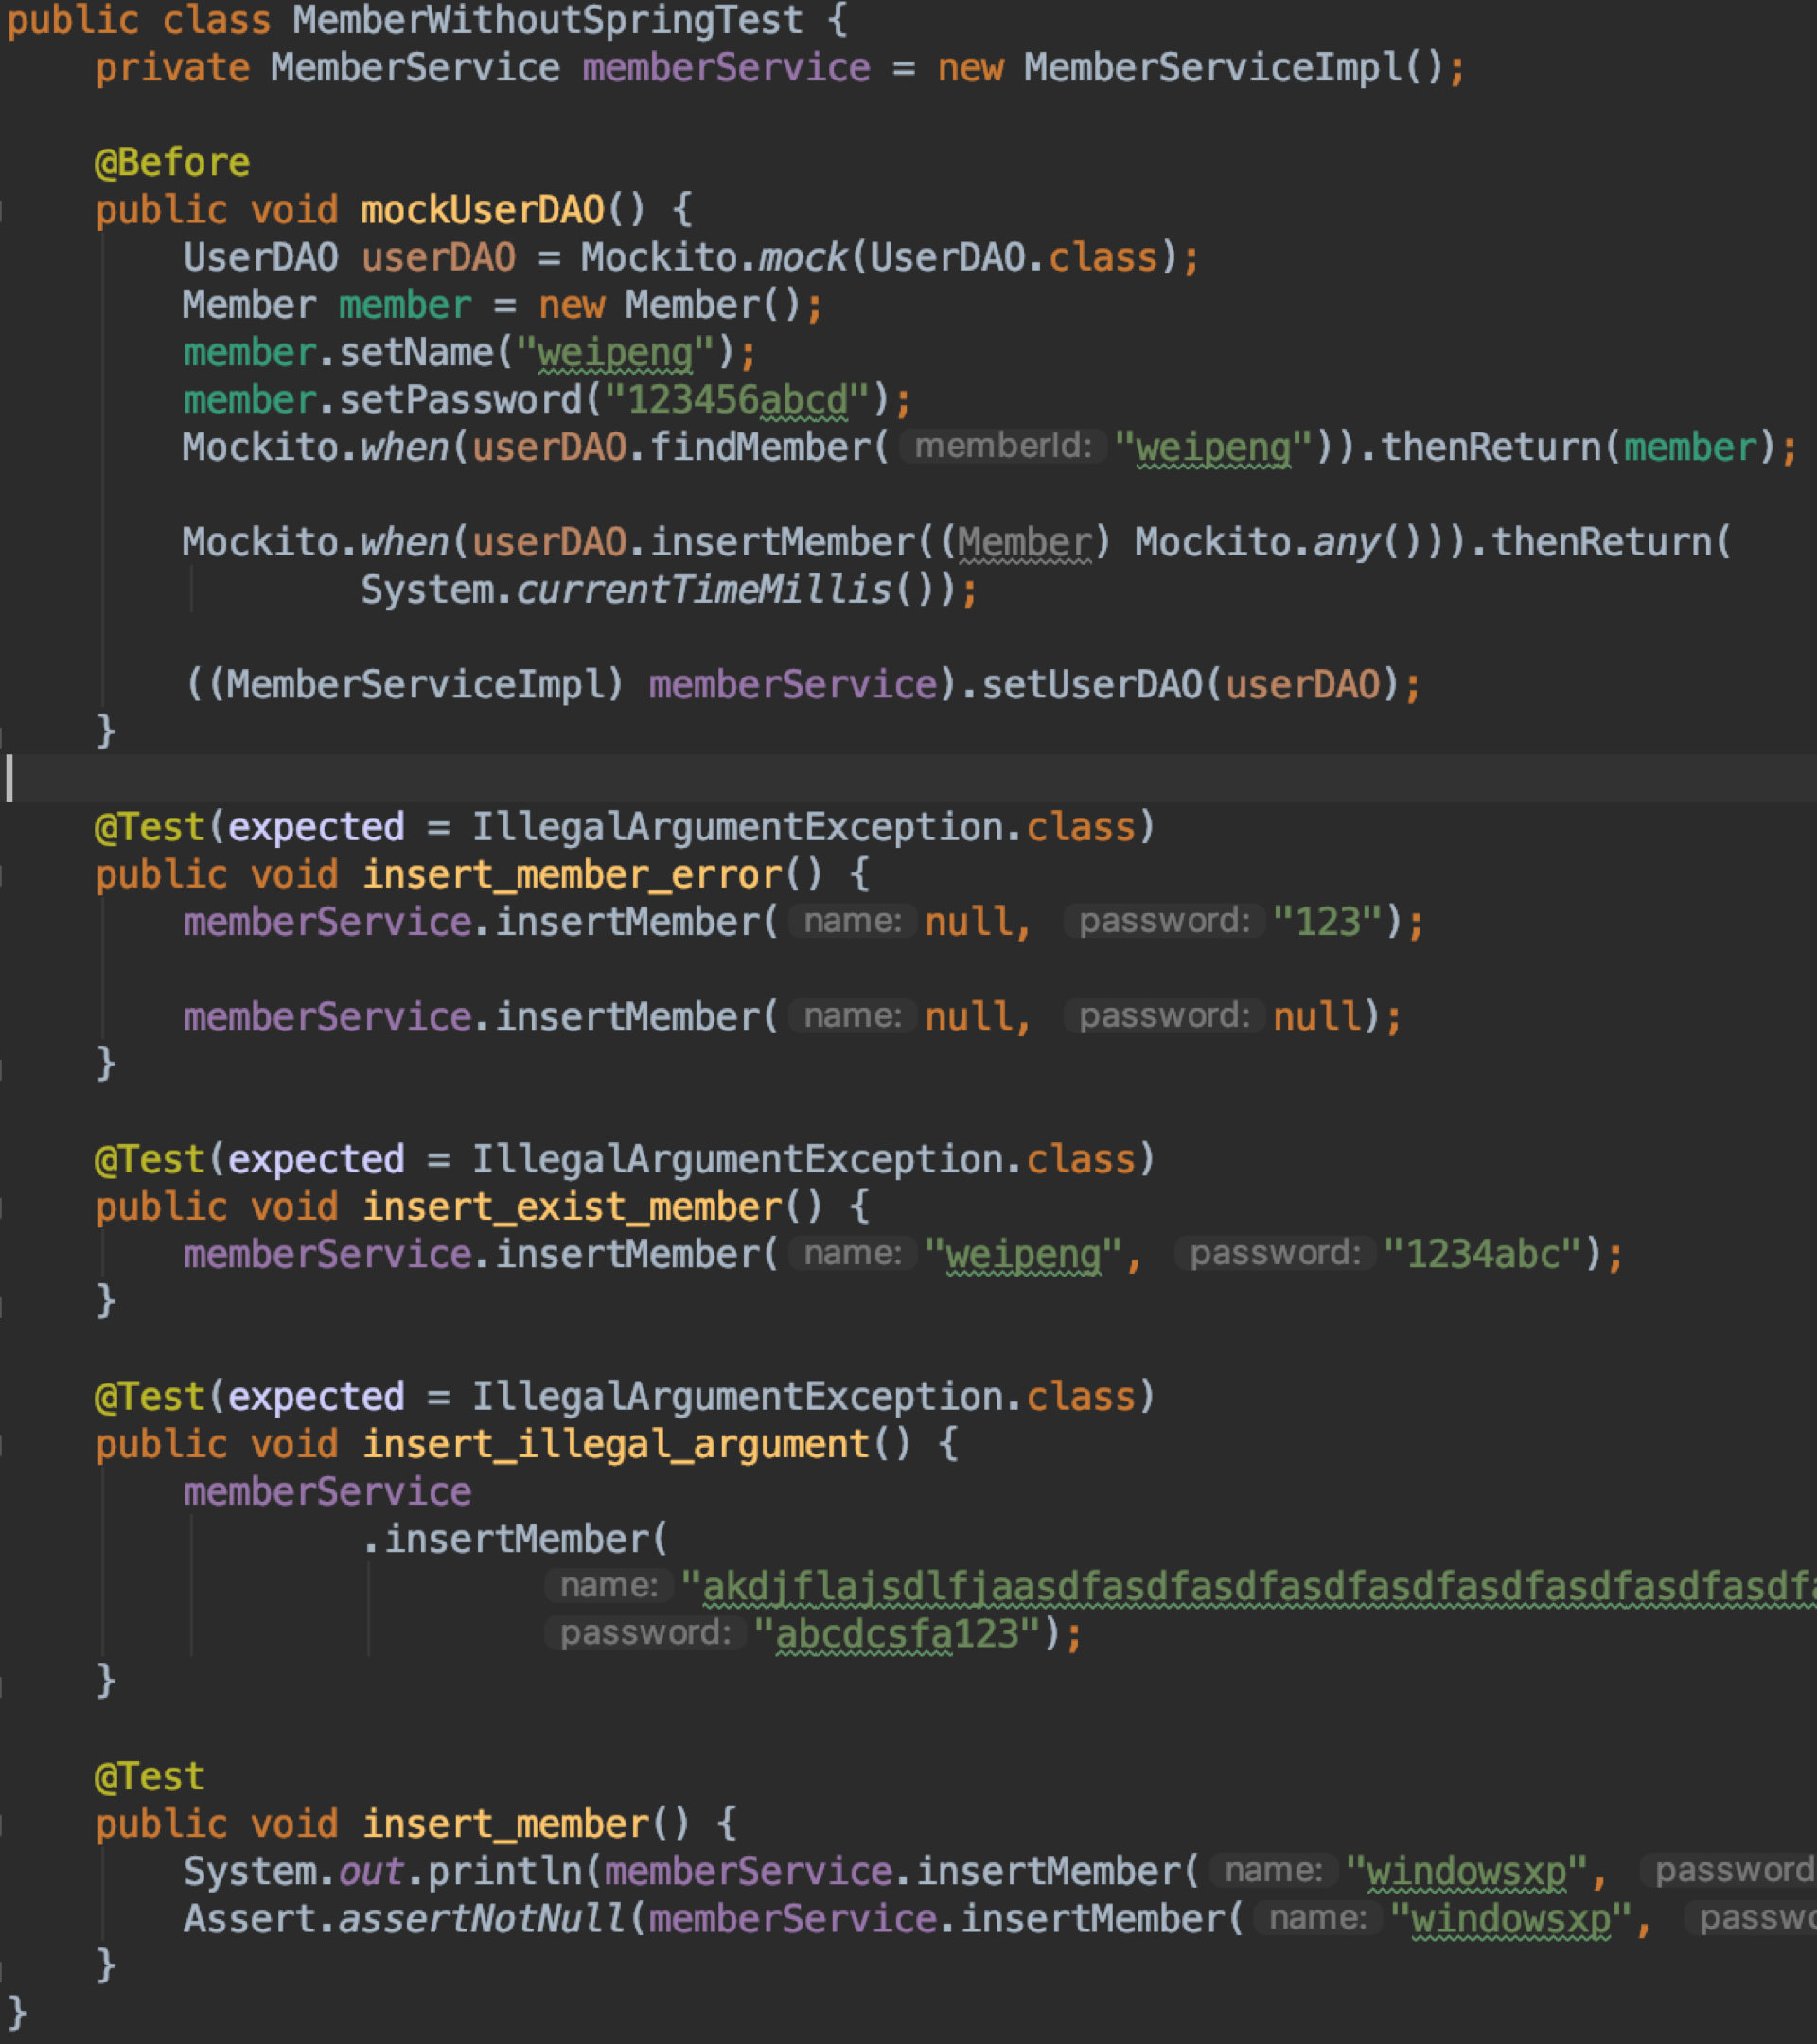 public class MemberWithoutSpringTest {
private MemberService memberService = new MemberServiceImpl();
@Before
public void mockUserDAO() {
UserDAO userDAO = Mockito.mock(UserDAO.class);
Member member = new Member();
member.setName("weipeng");
member.setPassword("123456abcd");
Mockito.when(userDAO.findMember( memberId: "weipeng")).thenReturn(member);
Mockito.when(userDAO.insertMember((Member) Mockito.any())).thenReturn(
System.currentTimeMillis());
((MemberServiceImpl) memberService).setUserDAO(userDAO);
}
@Test(expected = IllegalArgumentException.class)
public void insert_member_error() {
memberService.insertMember( name: null, password: "123");
memberService.insertMember( name: null, password: null);
}
@Test(expected = IllegalArgumentException.class)
public void insert_exist_member() {
memberService.insertMember( name: "weipeng", password: "1234abc");
}
@Test(expected = IllegalArgumentException.class)
public void insert_illegal_argument() {
memberService
.insertMember(
name: "akdjflajsdlfjaasdfasdfasdfasdfasdfasdfasdfasdfasdfa
password: "abcdcsfa123");
}
@Test
public void insert_member() {
System.out.println(memberService.insertMember( name: "windowsxp", password
Assert.assertNotNull(memberService.insertMember( name: "windowsxp", passwo
}
}